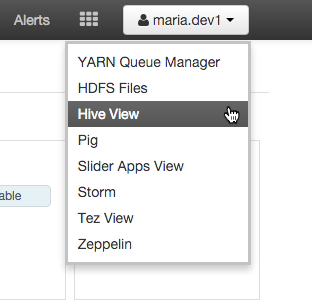 Alerts
maria.dev1
YARN Queue Manager
HDFS Files
Hive View
Pig
Slider Apps View
able
Storm
Tez View
Zeppelin